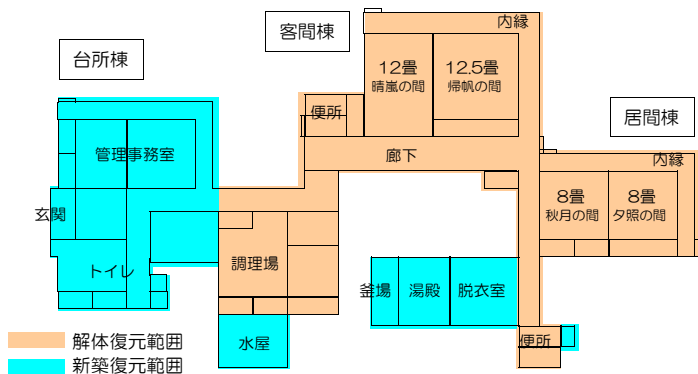 客間棟
内縁
台所棟
12畳
晴嵐の間
12.5畳
帰帆の間
便所
居間棟
管理事務室
廊下
内縁
8畳
秋月の間
8畳
夕照の間
玄関
トイレ
調理場
釜場
湯殿
脱衣室
水屋
便所
解体復元範囲
新築復元範囲